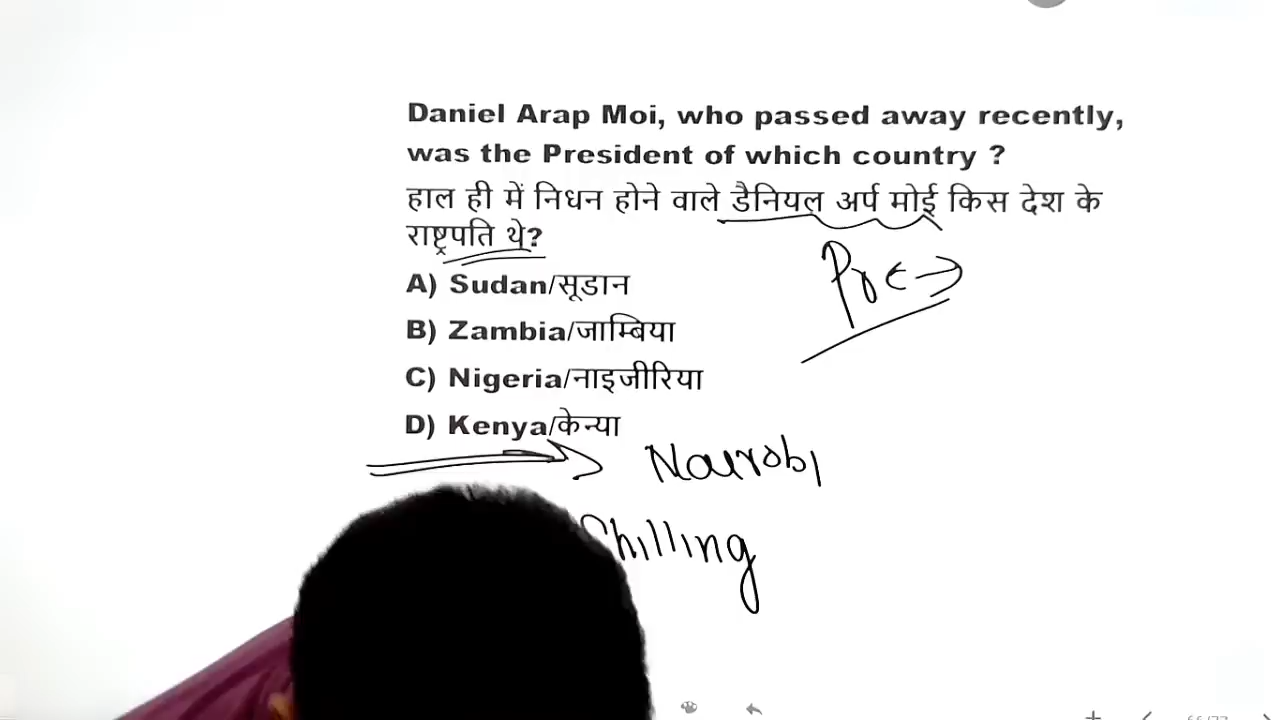 Daniel Arap Moi, who passed away recently,
was the President of which country ?
हाल ही में निधन होने वाले डैनियल अर्प मोई किस देश के
राष्ट्रपति थे?
A) Sudan/सूडान
B) Zambia/जाम्बिया
C) Nigeria/नाइजीरिया
D) Kenya/केन्या
Nairobi
Shilling